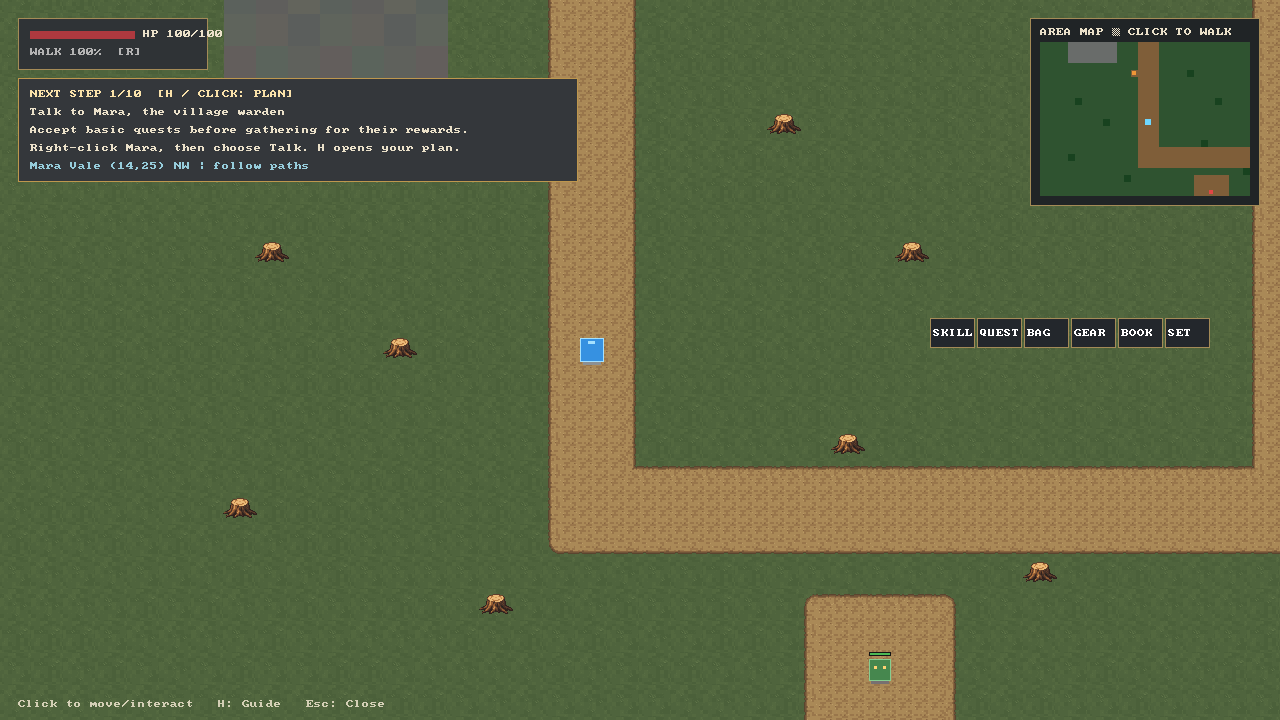 HP 100/100
WALK 100% [R]
NEXT STEP 1/10 [H / CLICK: PLAN]
Talk to Mara, the village warden
Accept basic quests before gathering for their rewards.
Right-click Mara, then choose Talk. H opens your plan.
Mara Vale (14,25) NW ¦ follow paths
AREA MAP ▒ CLICK TO WALK
SKILL QUEST BAG GEAR BOOK SET
Click to move/interact H: Guide Esc: Close